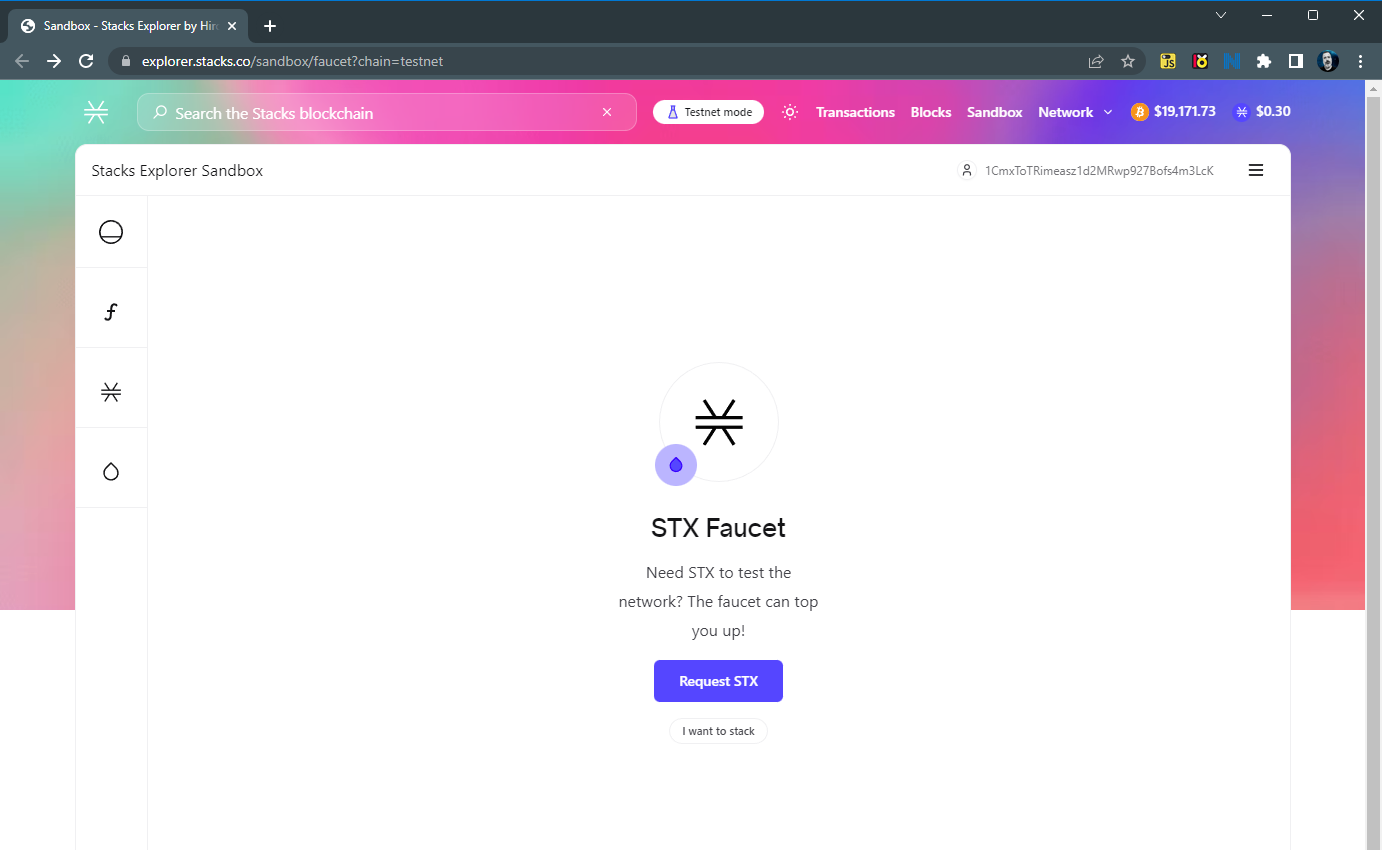 Sandbox - Stacks Explorer by Hiro
explorer.stacks.co/sandbox/faucet?chain=testnet
JS
N
Search the Stacks blockchain
Testnet mode
Transactions
Blocks
Sandbox
Network
$19,171.73
$0.30
Stacks Explorer Sandbox
1CmxToTRimeasz1d2MRwp927Bofs4m3LcK
f
STX Faucet
Need STX to test the
network? The faucet can top
you up!
Request STX
I want to stack